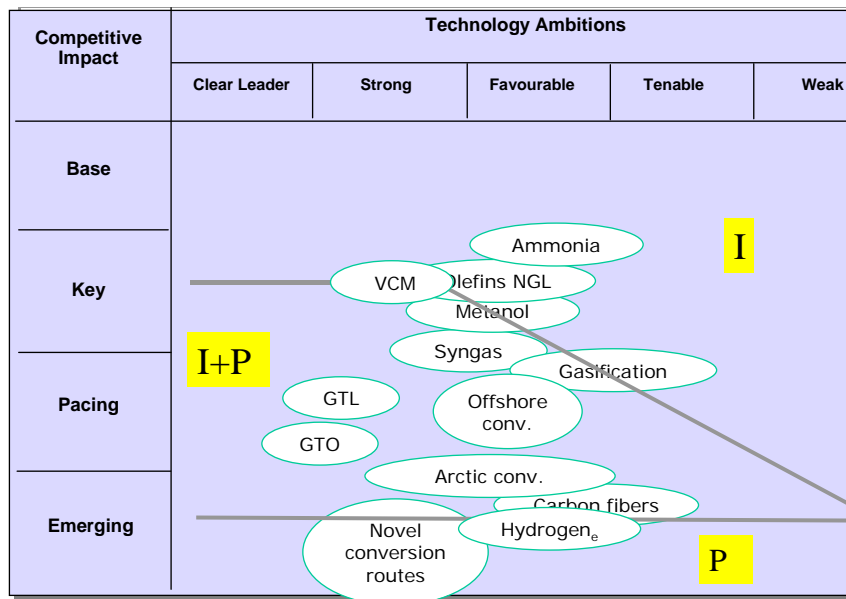 Competitive
Impact
Technology Ambitions
Clear Leader
Strong
Favourable
Tenable
Weak
Base
Key
Pacing
Emerging
Ammonia
I
VCM
Olefins NGL
Metanol
Syngas
I+P
Gasification
GTL
Offshore
conv.
GTO
Arctic conv.
Carbon fibers
Novel
conversion
routes
Hydrogenₑ
P